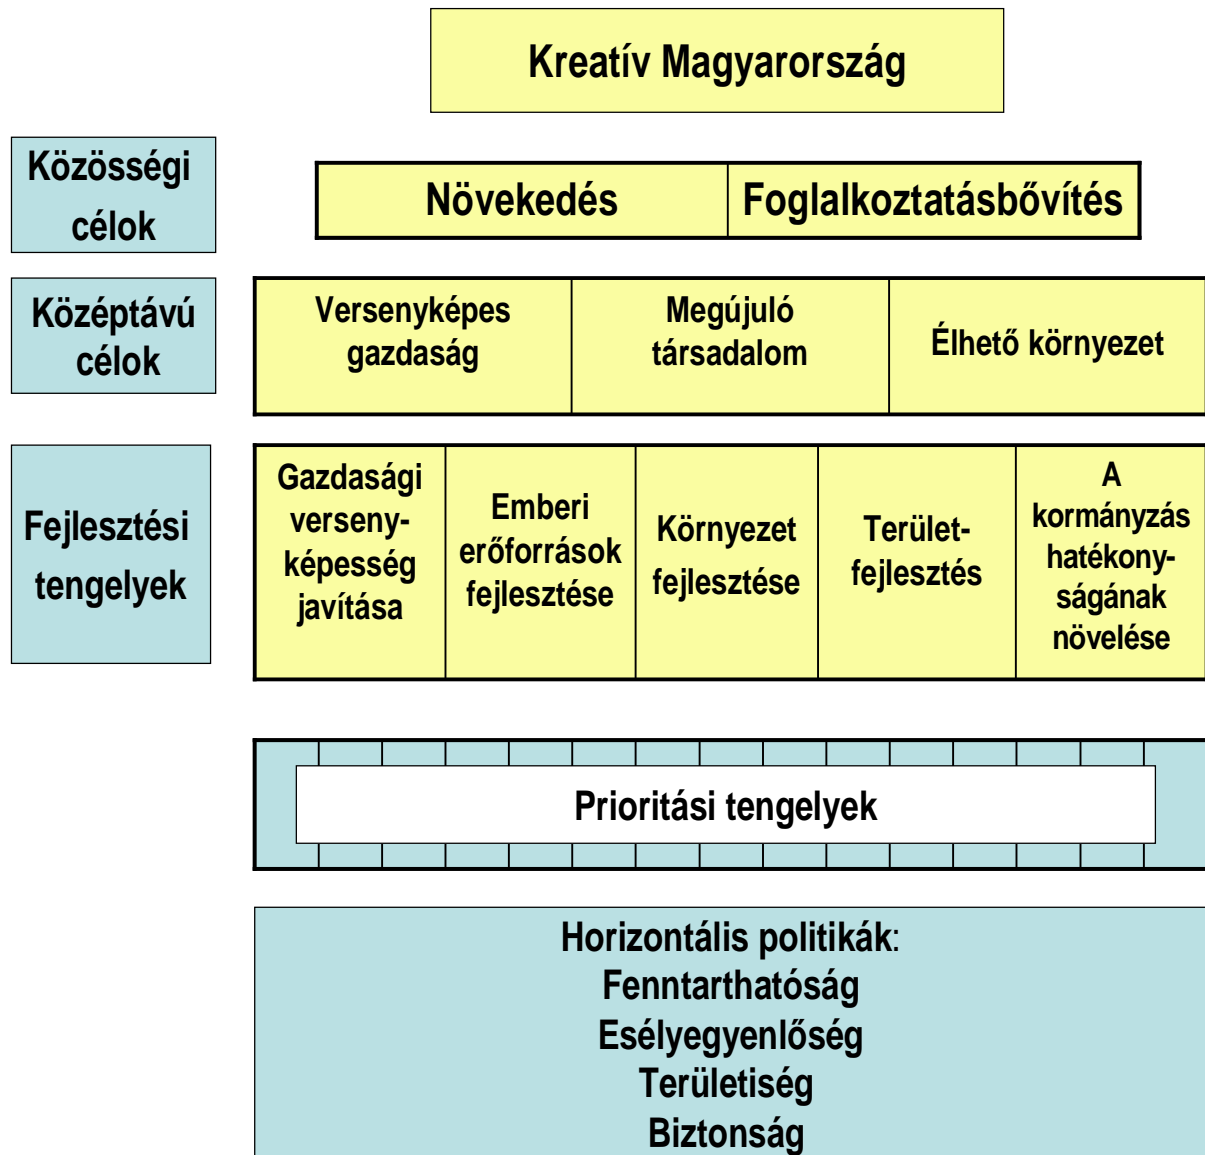 Kreatív Magyarország
Közösségi
célok
Növekedés
Foglalkoztatásbővítés
Középtávú
célok
Versenyképes
gazdaság
Megújuló
társadalom
Élhető környezet
Fejlesztési
tengelyek
Gazdasági
verseny-
képesség
javítása
Emberi
erőforrások
fejlesztése
Környezet
fejlesztése
Terület-
fejlesztés
A
kormányzás
hatékony-
ságának
növelése
Prioritási tengelyek
Horizontális politikák:
Fenntarthatóság
Esélyegyenlőség
Területiség
Biztonság